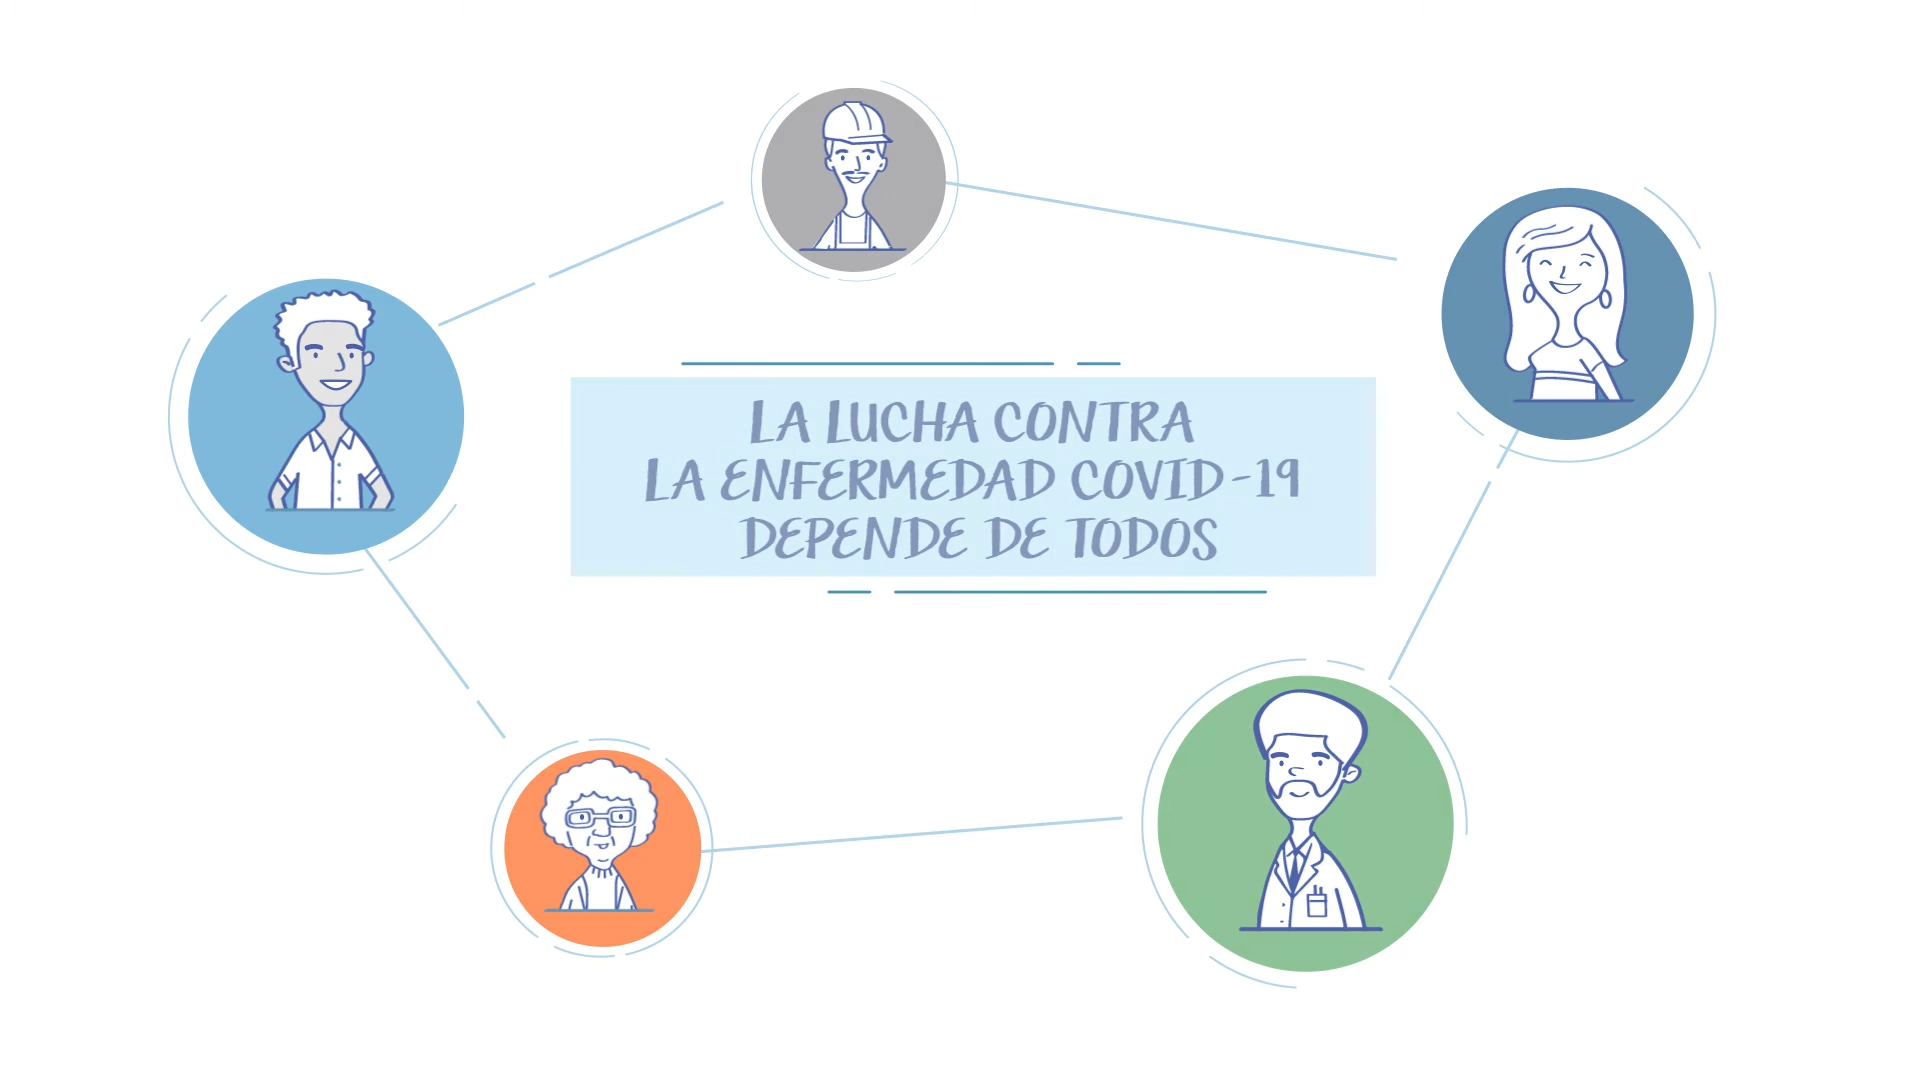 LA LUCHA CONTRA
LA ENFERMEDAD COVID-19
DEPENDE DE TODOS